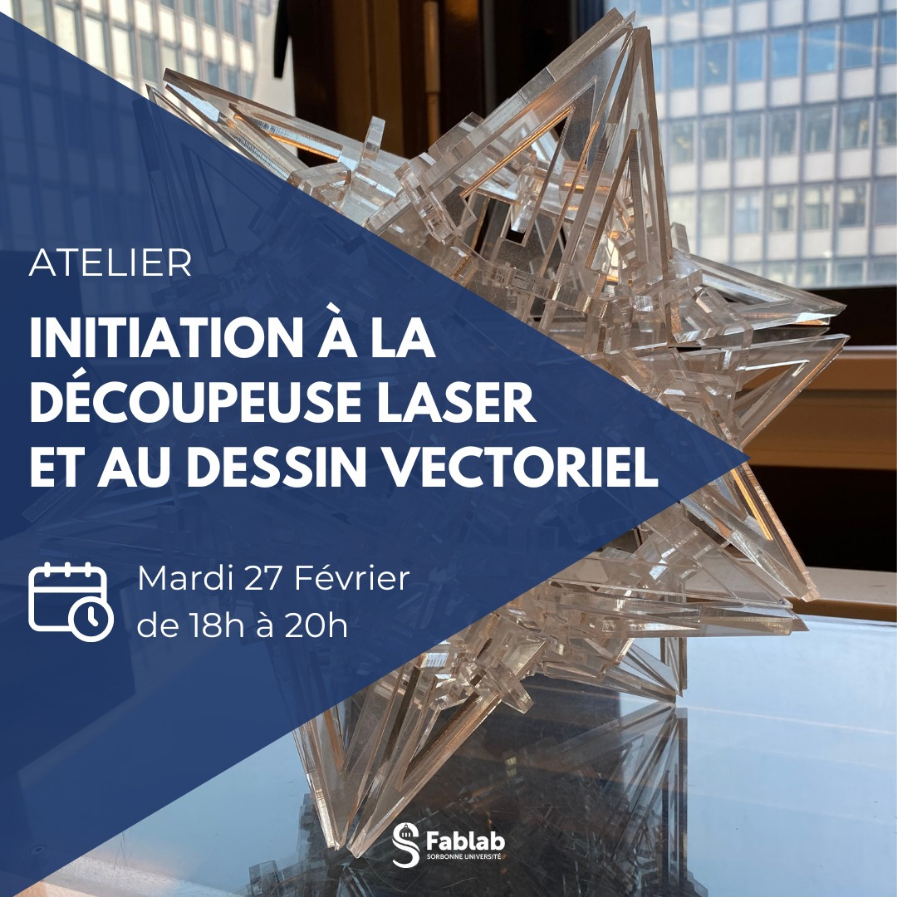 ATELIER
INITIATION À LA
DÉCOUPEUSE LASER
ET AU DESSIN VECTORIEL
Mardi 27 Février
de 18h à 20h
Fablab
SORBONNE UNIVERSITÉ